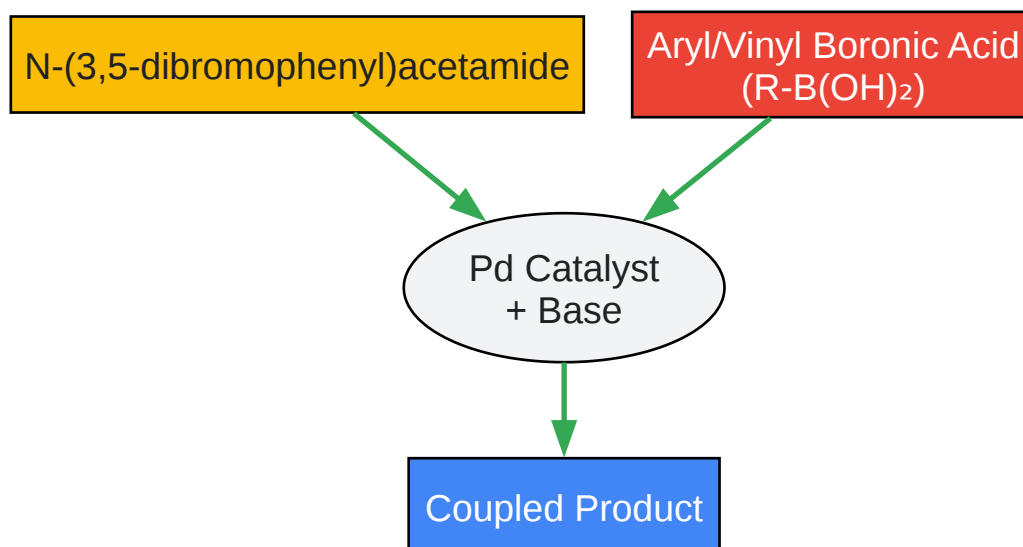 N-(3,5-dibromophenyl)acetamide
Aryl/Vinyl Boronic Acid
(R-B(OH)₂)
Pd Catalyst
+ Base
Coupled Product